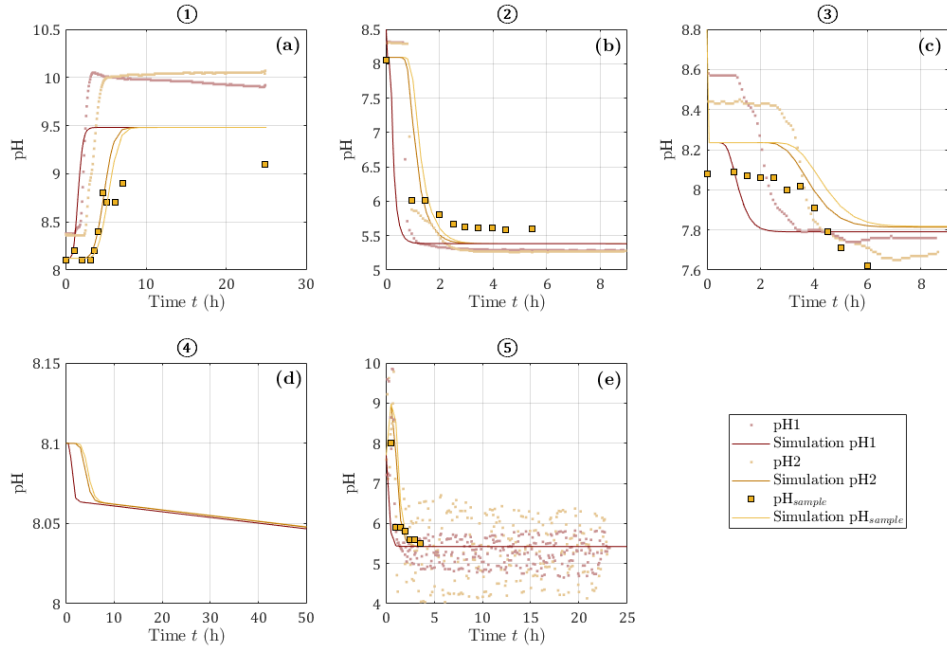 ① ② ③
10.5 8.5 8.8
(a) (b) (c)
8 8.6
10
7.5 8.4
9.5 7 8.2
pH pH pH
9 6.5 8
6
8.5 7.8
5.5
8 5 7.6
0 10 20 30 0 2 4 6 8 0 2 4 6 8
Time t (h) Time t (h) Time t (h)
④ ⑤
8.15 10
(d) (e)
9
8.1 8
pH pH 7
8.05 6
5
8 4
0 10 20 30 40 50 0 5 10 15 20 25
Time t (h) Time t (h)
pH1
Simulation pH1
pH2
Simulation pH2
pHsample
Simulation pHsample